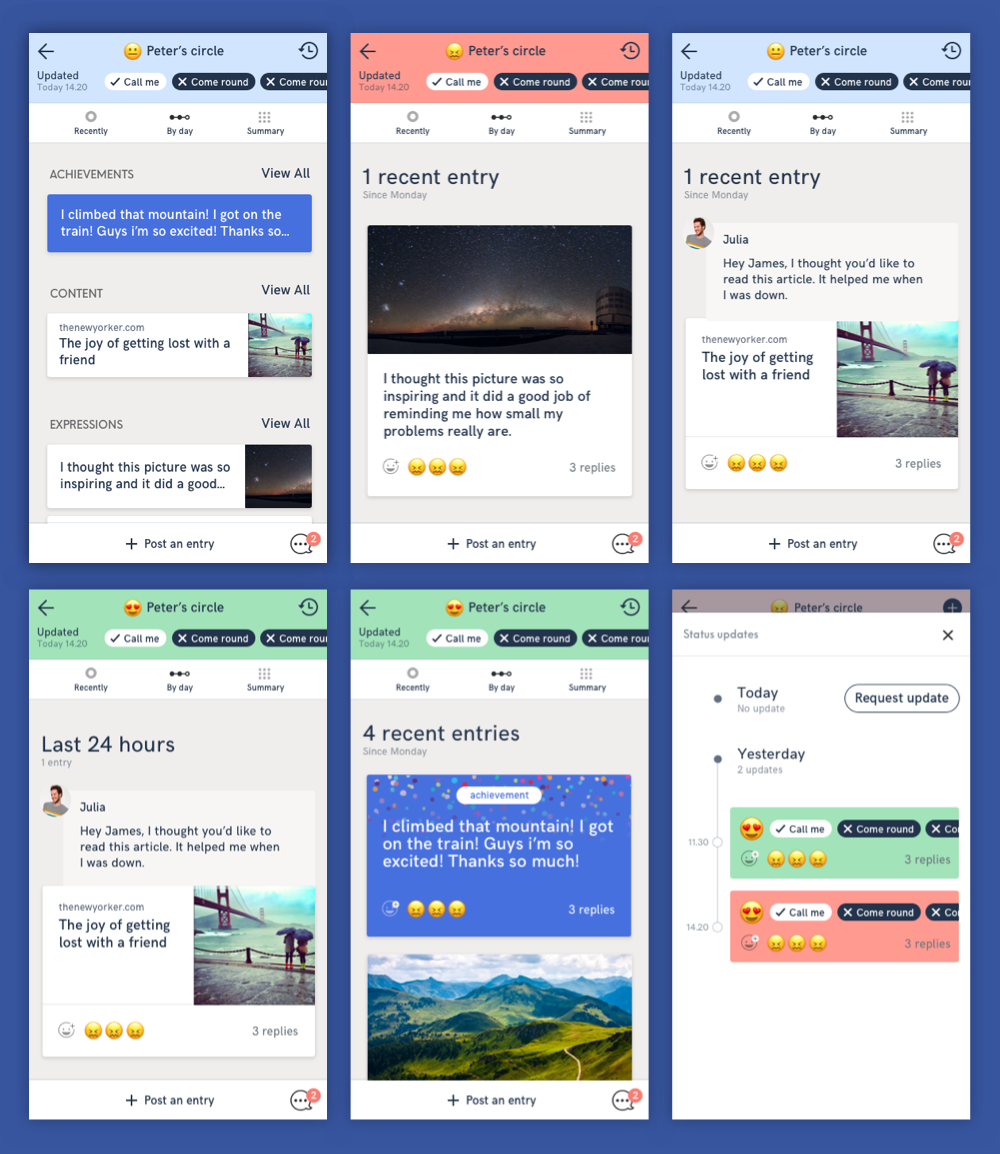 Peter's circle
Updated
Today 14.20
Call me
Come round
Come roun
Recently
By day
Summary
ACHIEVEMENTS
View All
I climbed that mountain! I got on the
train! Guys i'm so excited! Thanks so...
CONTENT
View All
thenewyorker.com
The joy of getting lost with a
friend
EXPRESSIONS
View All
I thought this picture was so
inspiring and it did a good...
+ Post an entry
2
Peter's circle
Updated
Today 14.20
Call me
Come round
Come roun
Recently
By day
Summary
1 recent entry
Since Monday
I thought this picture was so
inspiring and it did a good job of
reminding me how small my
problems really are.
3 replies
+ Post an entry
2
Peter's circle
Updated
Today 14.20
Call me
Come round
Come roun
Recently
By day
Summary
1 recent entry
Since Monday
Julia
Hey James, I thought you'd like to
read this article. It helped me when
I was down.
thenewyorker.com
The joy of getting
lost with a friend
3 replies
+ Post an entry
2
Peter's circle
Updated
Today 14.20
Call me
Come round
Come roun
Recently
By day
Summary
Last 24 hours
1 entry
Julia
Hey James, I thought you'd like to
read this article. It helped me when
I was down.
thenewyorker.com
The joy of getting
lost with a friend
3 replies
+ Post an entry
2
Peter's circle
Updated
Today 14.20
Call me
Come round
Come roun
Recently
By day
Summary
4 recent entries
Since Monday
achievement
I climbed that mountain! I got
on the train! Guys i'm so
excited! Thanks so much!
3 replies
+ Post an entry
2
Peter's circle
Status updates
Today
No update
Request update
Yesterday
2 updates
11.30
Call me
Come round
Co
3 replies
14.20
Call me
Come round
Co
3 replies